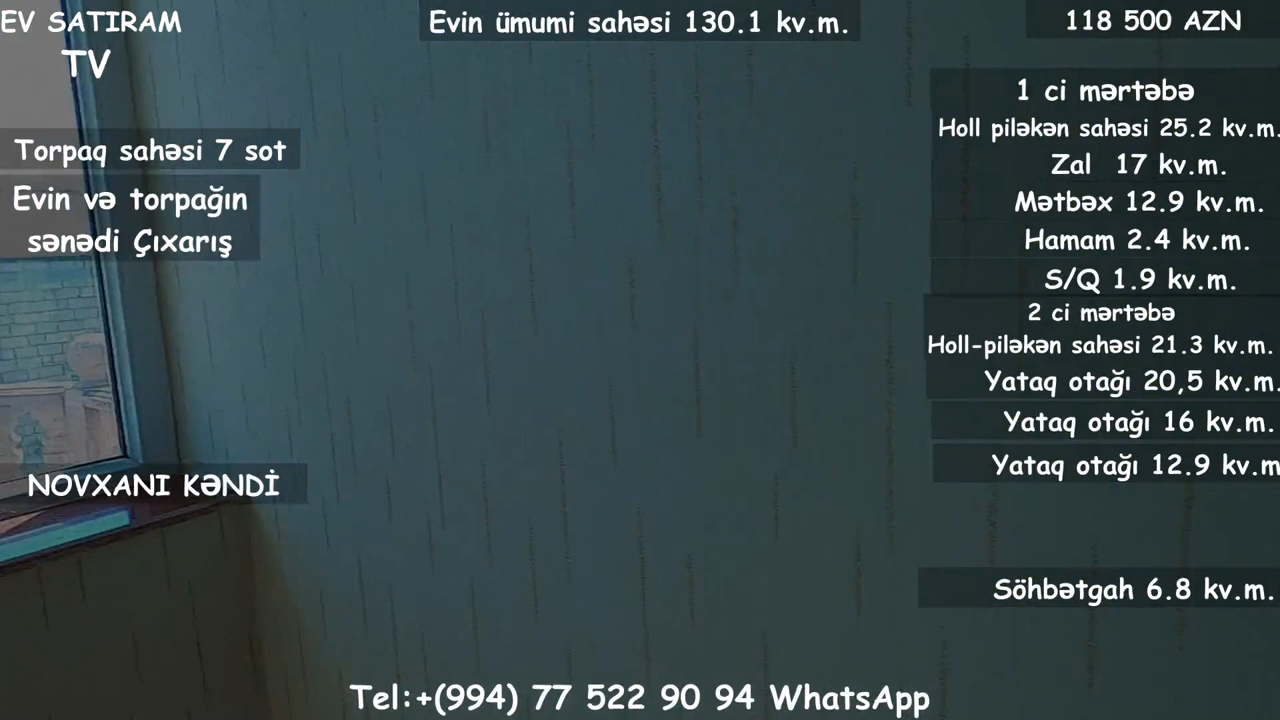 EV SATIRAM
TV
Evin ümumi sahəsi 130.1 kv.m.
118 500 AZN
Torpaq sahəsi 7 sot
Evin və torpağın
sənədi Çıxarış
NOVXANI KƏNDİ
1 ci mərtəbə
Holl piləkən sahəsi 25.2 kv.m.
Zal 17 kv.m.
Mətbəx 12.9 kv.m.
Hamam 2.4 kv.m.
S/Q 1.9 kv.m.
2 ci mərtəbə
Holl-piləkən sahəsi 21.3 kv.m.
Yataq otağı 20,5 kv.m.
Yataq otağı 16 kv.m.
Yataq otağı 12.9 kv.m
Söhbətgah 6.8 kv.m.
Tel:+(994) 77 522 90 94 WhatsApp